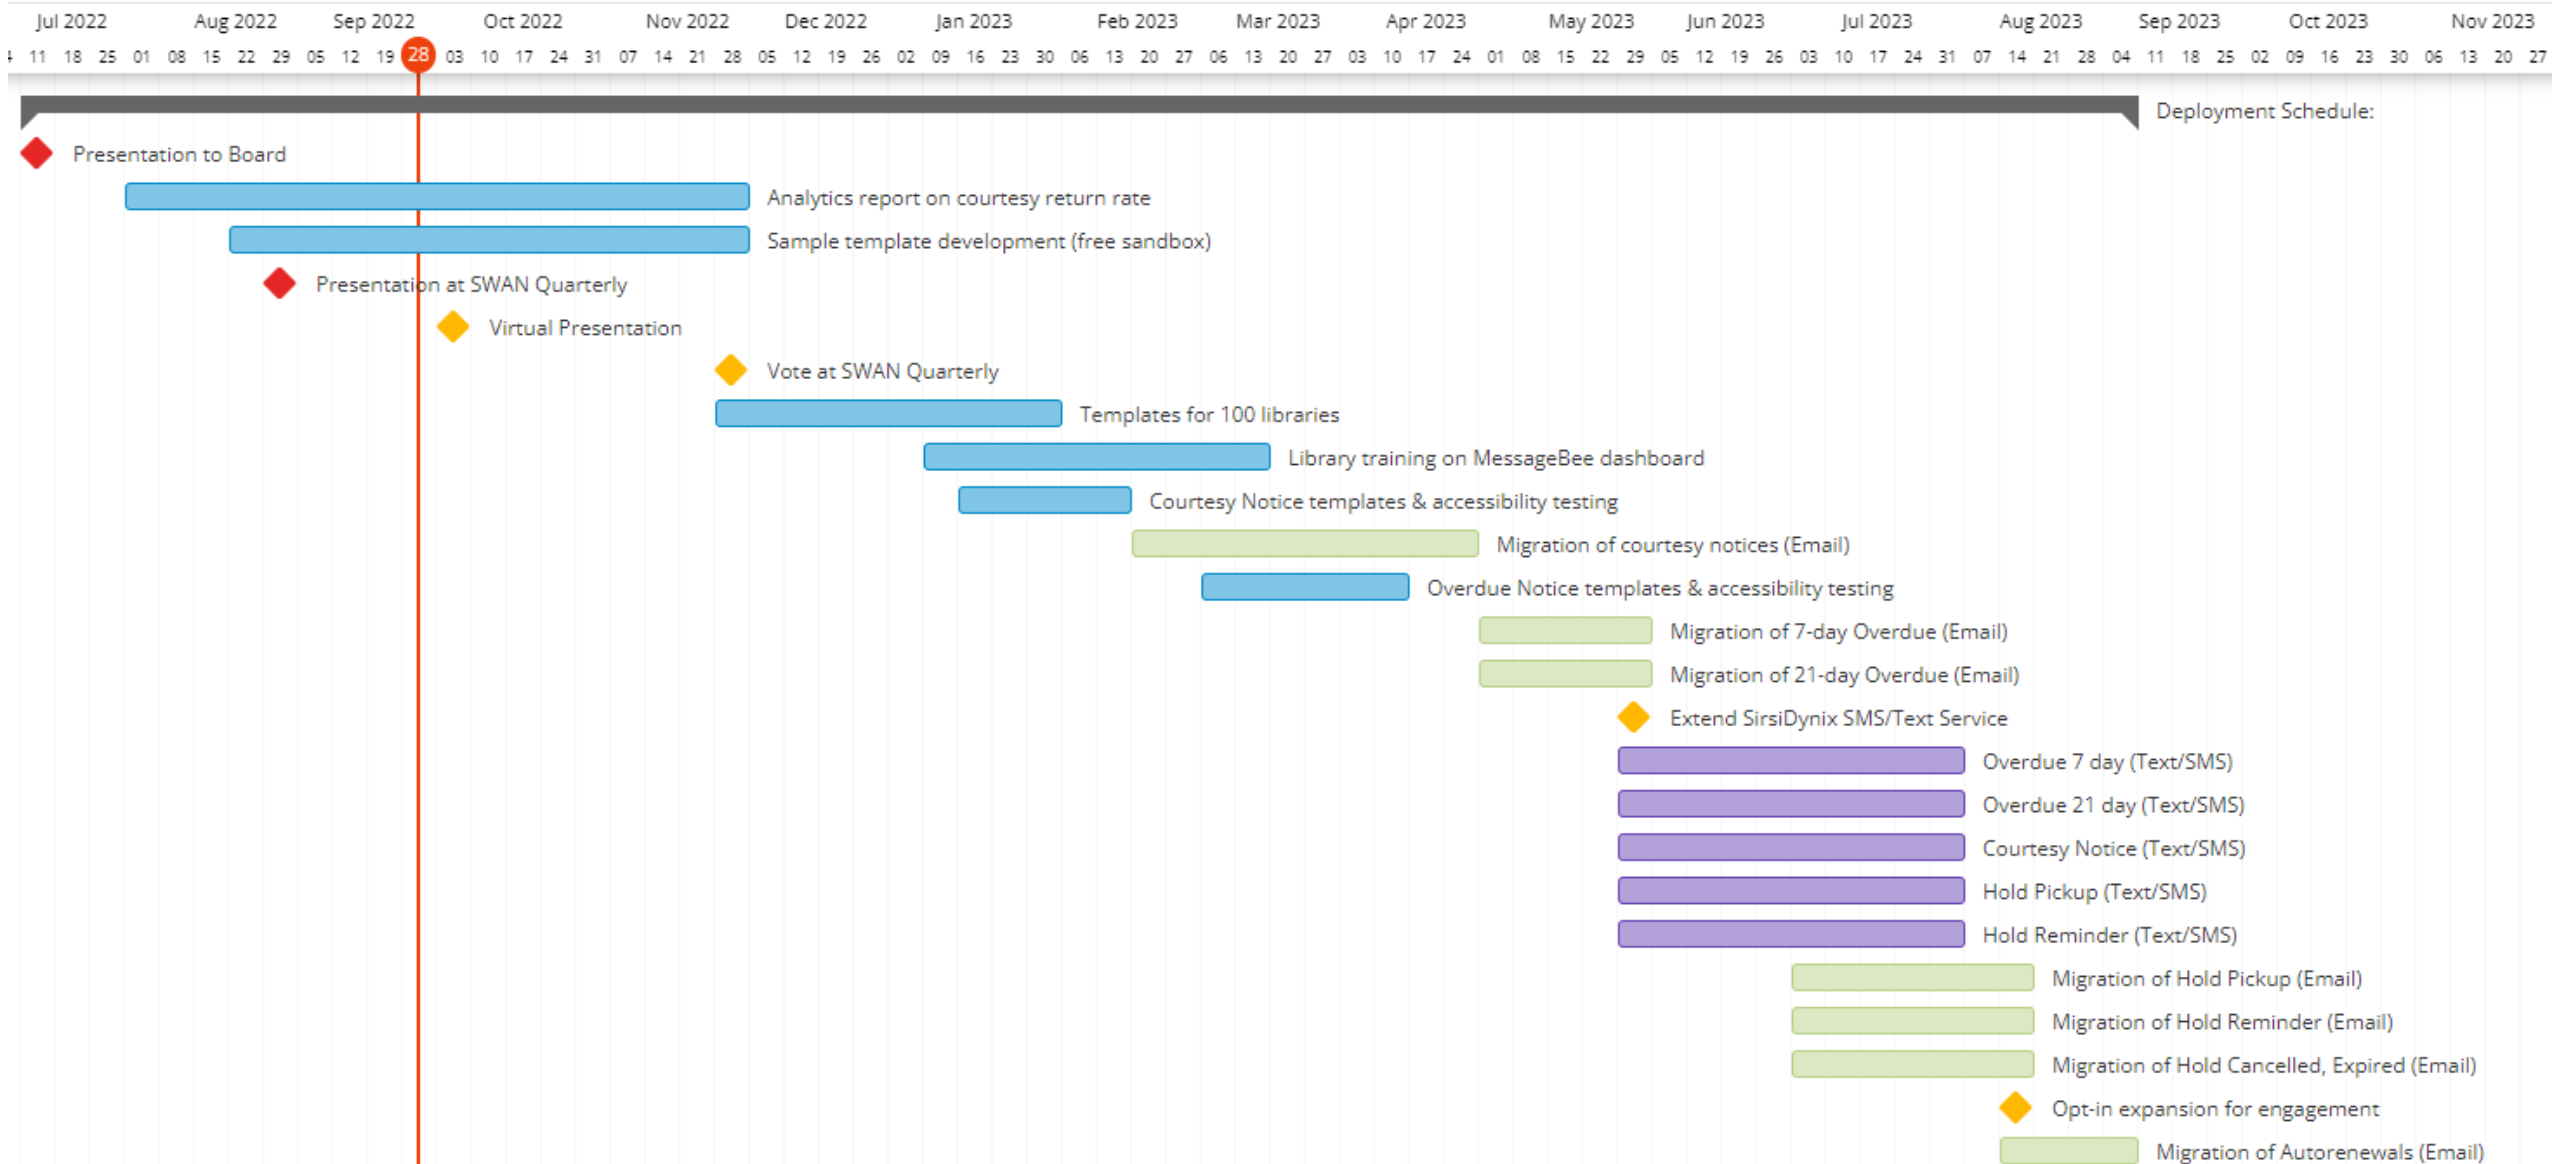 Jul 2022 Aug 2022 Sep 2022 Oct 2022 Nov 2022 Dec 2022 Jan 2023 Feb 2023 Mar 2023 Apr 2023 May 2023 Jun 2023 Jul 2023 Aug 2023 Sep 2023 Oct 2023 Nov 2023
11 18 25 01 08 15 22 29 05 12 19 28 03 10 17 24 31 07 14 21 28 05 12 19 26 02 09 16 23 30 06 13 20 27 06 13 20 27 03 10 17 24 01 08 15 22 29 05 12 19 26 03 10 17 24 31 07 14 21 28 04 11 18 25 02 09 16 23 30 06 13 20 27
Deployment Schedule:
Presentation to Board
Analytics report on courtesy return rate
Sample template development (free sandbox)
Presentation at SWAN Quarterly
Virtual Presentation
Vote at SWAN Quarterly
Templates for 100 libraries
Library training on MessageBee dashboard
Courtesy Notice templates & accessibility testing
Migration of courtesy notices (Email)
Overdue Notice templates & accessibility testing
Migration of 7-day Overdue (Email)
Migration of 21-day Overdue (Email)
Extend SirsiDynix SMS/Text Service
Overdue 7 day (Text/SMS)
Overdue 21 day (Text/SMS)
Courtesy Notice (Text/SMS)
Hold Pickup (Text/SMS)
Hold Reminder (Text/SMS)
Migration of Hold Pickup (Email)
Migration of Hold Reminder (Email)
Migration of Hold Cancelled, Expired (Email)
Opt-in expansion for engagement
Migration of Autorenewals (Email)